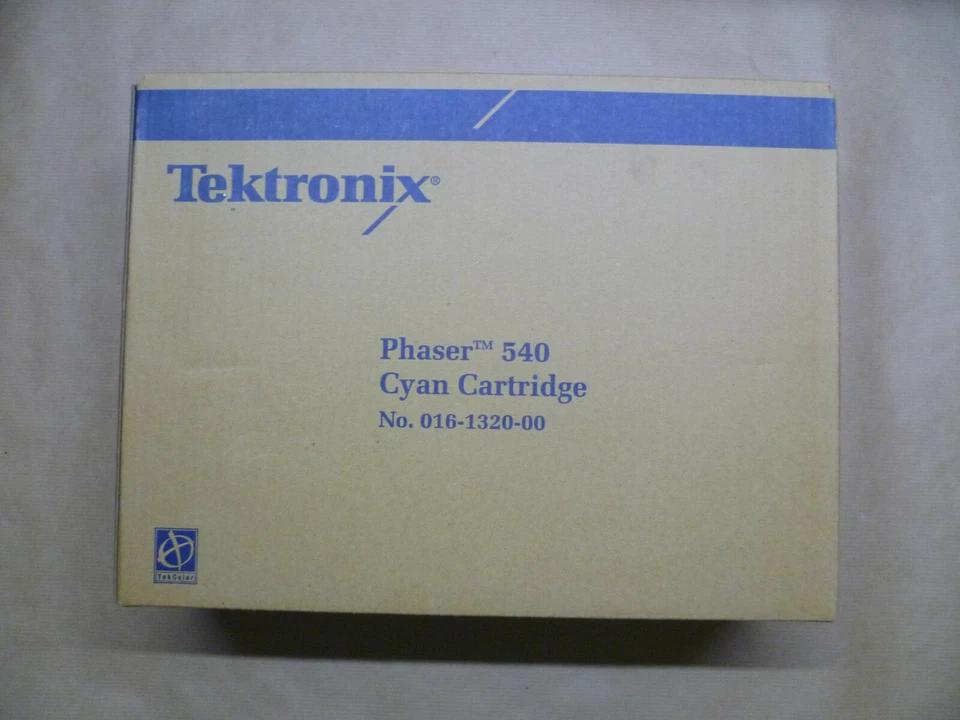 Tektronix®
Phaser™ 540
Cyan Cartridge
No. 016-1320-00
TekColor